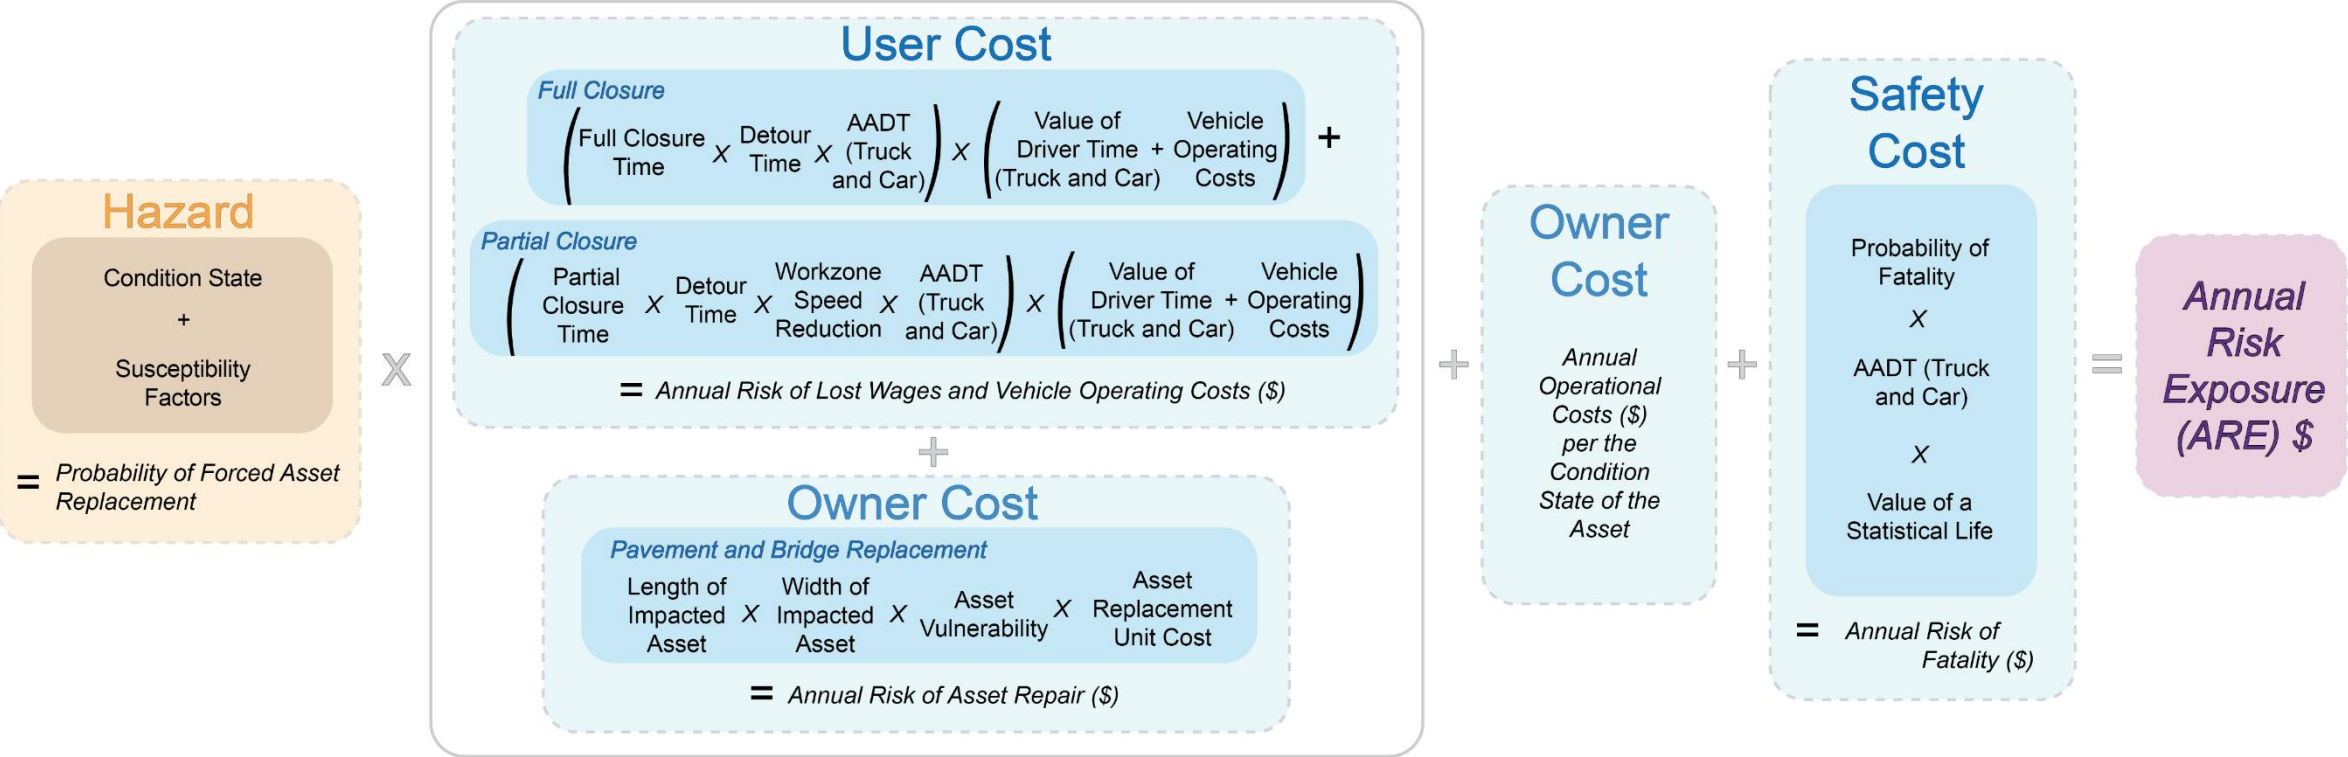 Hazard
Condition State
+
Susceptibility
Factors
= Probability of Forced Asset
Replacement
X
User Cost
Full Closure
(Full Closure
Time
X
Detour
Time
X
AADT
(Truck
and Car))
X
(Value of
Driver Time
(Truck and Car)
+
Vehicle
Operating
Costs)
+
Partial Closure
(Partial
Closure
Time
X
Detour
Time
X
Workzone
Speed
Reduction
X
AADT
(Truck
and Car))
X
(Value of
Driver Time
(Truck and Car)
+
Vehicle
Operating
Costs)
= Annual Risk of Lost Wages and Vehicle Operating Costs ($)
+
Owner Cost
Pavement and Bridge Replacement
Length of
Impacted
Asset
X
Width of
Impacted
Asset
X
Asset
Vulnerability
X
Asset
Replacement
Unit Cost
= Annual Risk of Asset Repair ($)
+
Owner
Cost
Annual
Operational
Costs ($)
per the
Condition
State of the
Asset
+
Safety
Cost
Probability of
Fatality
X
AADT (Truck
and Car)
X
Value of a
Statistical Life
= Annual Risk of
Fatality ($)
=
Annual
Risk
Exposure
(ARE) $